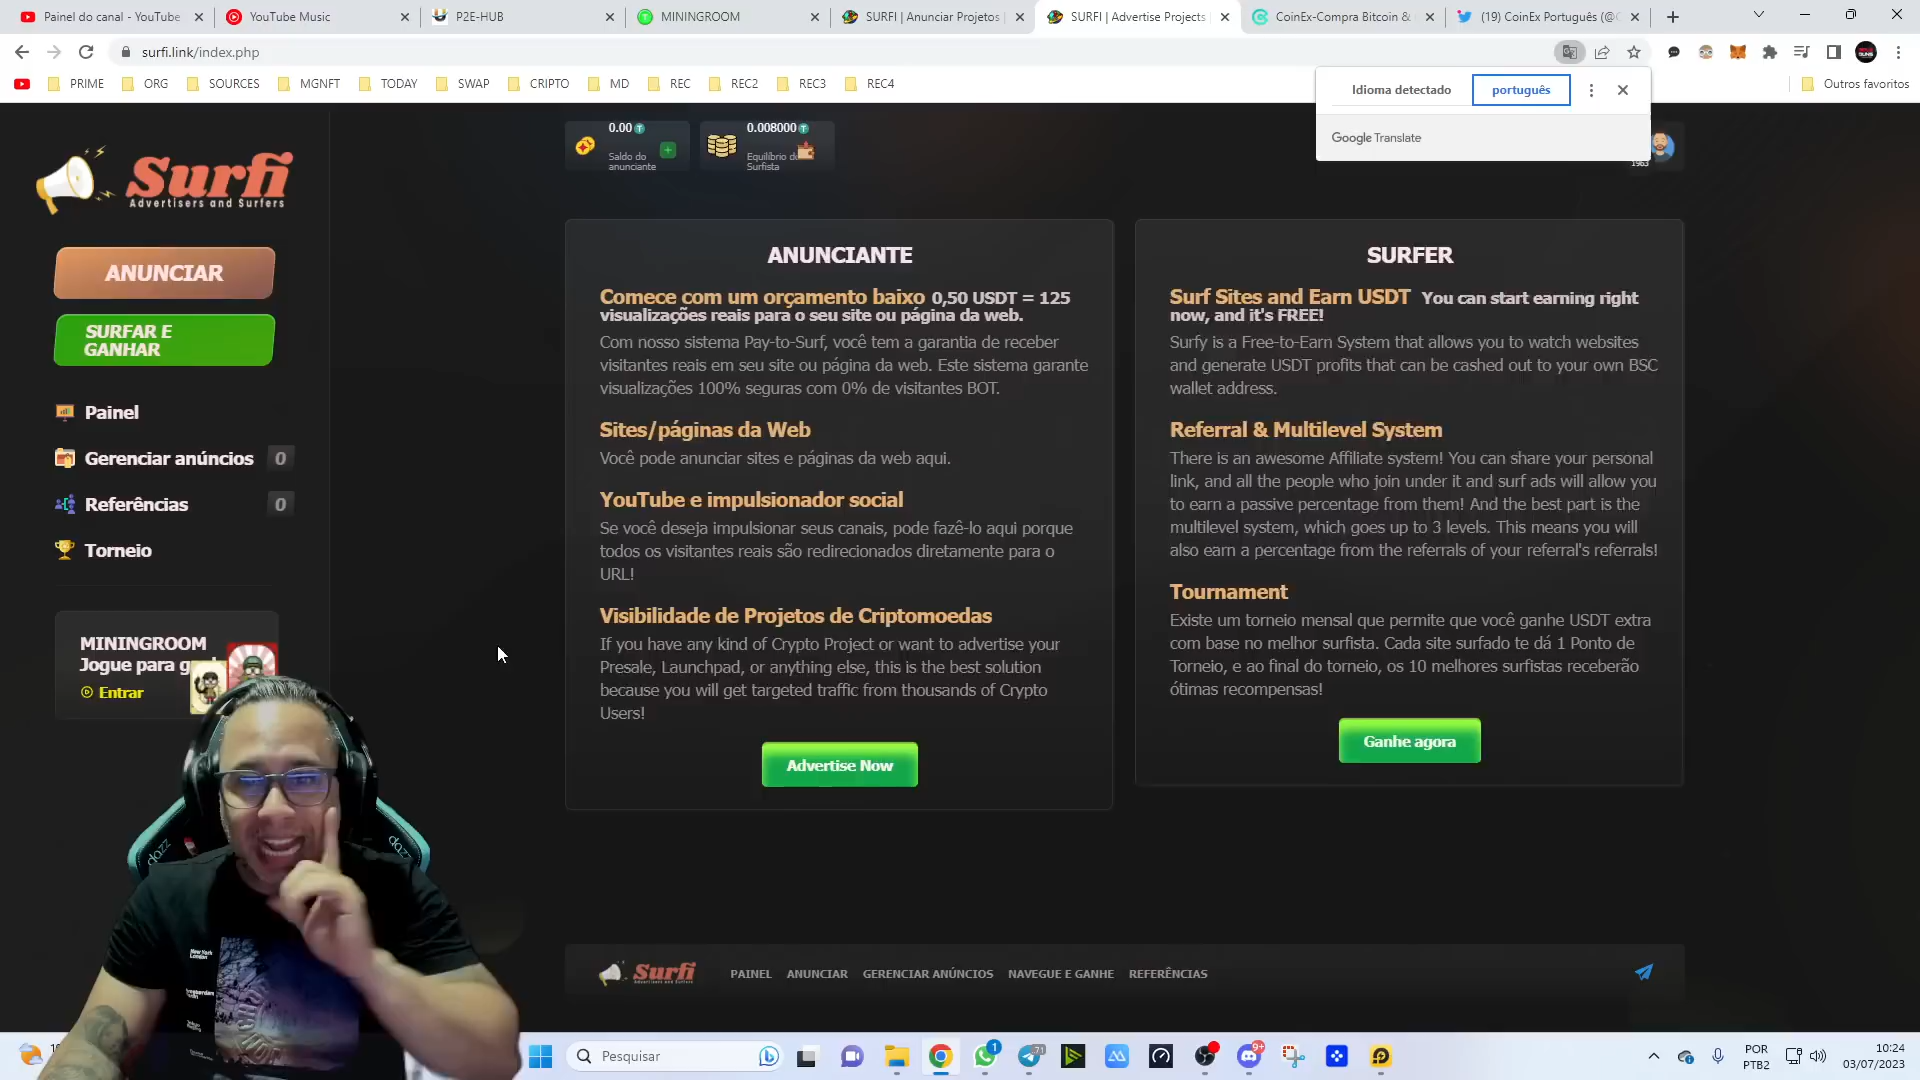 Painel do canal - YouTube
YouTube Music
P2E-HUB
MININGROOM
SURFI | Anunciar Projetos
SURFI | Advertise Projects
CoinEx-Compra Bitcoin &
(19) CoinEx Português (@C
surfi.link/index.php
PRIME
ORG
SOURCES
MGNFT
TODAY
SWAP
CRIPTO
MD
REC
REC2
REC3
REC4
Outros favoritos
Idioma detectado
português
Google Translate
Surfi
Advertisers and Surfers
0.00
Saldo do
anunciante
0.008000
Equilíbrio do
Surfista
1963
ANUNCIAR
SURFAR E
GANHAR
Painel
Gerenciar anúncios 0
Referências 0
Torneio
MININGROOM
Jogue para
Entrar
ANUNCIANTE
Comece com um orçamento baixo 0,50 USDT = 125
visualizações reais para o seu site ou página da web.
Com nosso sistema Pay-to-Surf, você tem a garantia de receber
visitantes reais em seu site ou página da web. Este sistema garante
visualizações 100% seguras com 0% de visitantes BOT.
Sites/páginas da Web
Você pode anunciar sites e páginas da web aqui.
YouTube e impulsionador social
Se você deseja impulsionar seus canais, pode fazê-lo aqui porque
todos os visitantes reais são redirecionados diretamente para o
URL!
Visibilidade de Projetos de Criptomoedas
If you have any kind of Crypto Project or want to advertise your
Presale, Launchpad, or anything else, this is the best solution
because you will get targeted traffic from thousands of Crypto
Users!
Advertise Now
SURFER
Surf Sites and Earn USDT You can start earning right
now, and it's FREE!
Surfy is a Free-to-Earn System that allows you to watch websites
and generate USDT profits that can be cashed out to your own BSC
wallet address.
Referral & Multilevel System
There is an awesome Affiliate system! You can share your personal
link, and all the people who join under it and surf ads will allow you
to earn a passive percentage from them! And the best part is the
multilevel system, which goes up to 3 levels. This means you will
also earn a percentage from the referrals of your referral's referrals!
Tournament
Existe um torneio mensal que permite que você ganhe USDT extra
com base no melhor surfista. Cada site surfado te dá 1 Ponto de
Torneio, e ao final do torneio, os 10 melhores surfistas receberão
ótimas recompensas!
Ganhe agora
dazz
dazz
New York
London
Surfi
PAINEL
ANUNCIAR
GERENCIAR ANÚNCIOS
NAVEGUE E GANHE
REFERÊNCIAS
Pesquisar
1
71
9+
POR
PTB2
10:24
03/07/2023